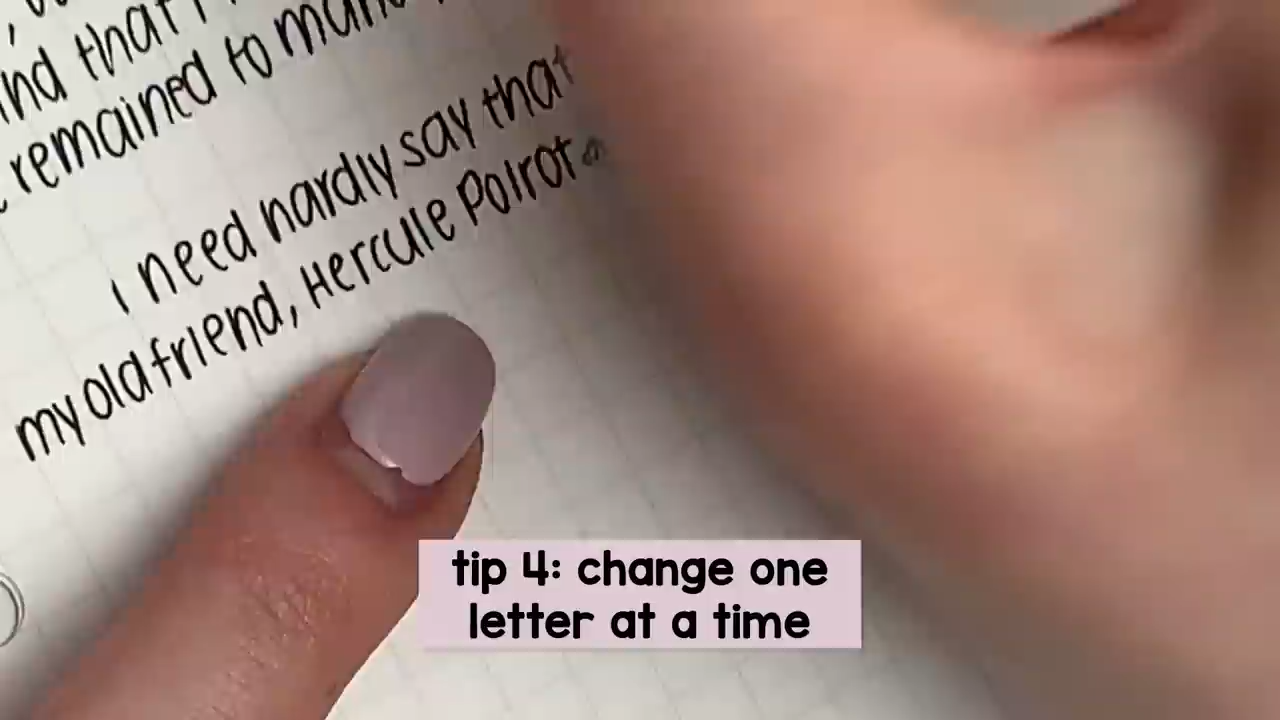 nd that
remained to
I need hardly say that
my old friend, Hercule Poirot
tip 4: change one
letter at a time